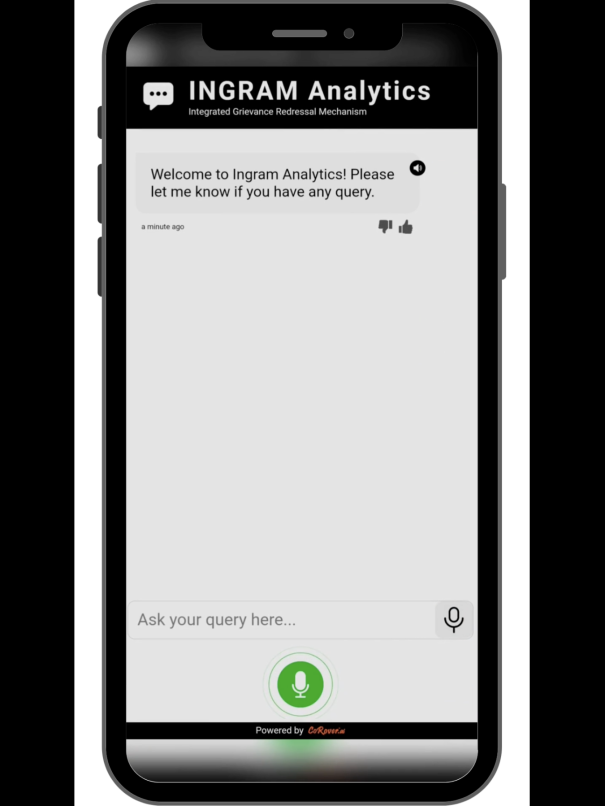 INGRAM Analytics
Integrated Grievance Redressal Mechanism
Welcome to Ingram Analytics! Please
let me know if you have any query.
a minute ago
Ask your query here...
Powered by CoRover.ai